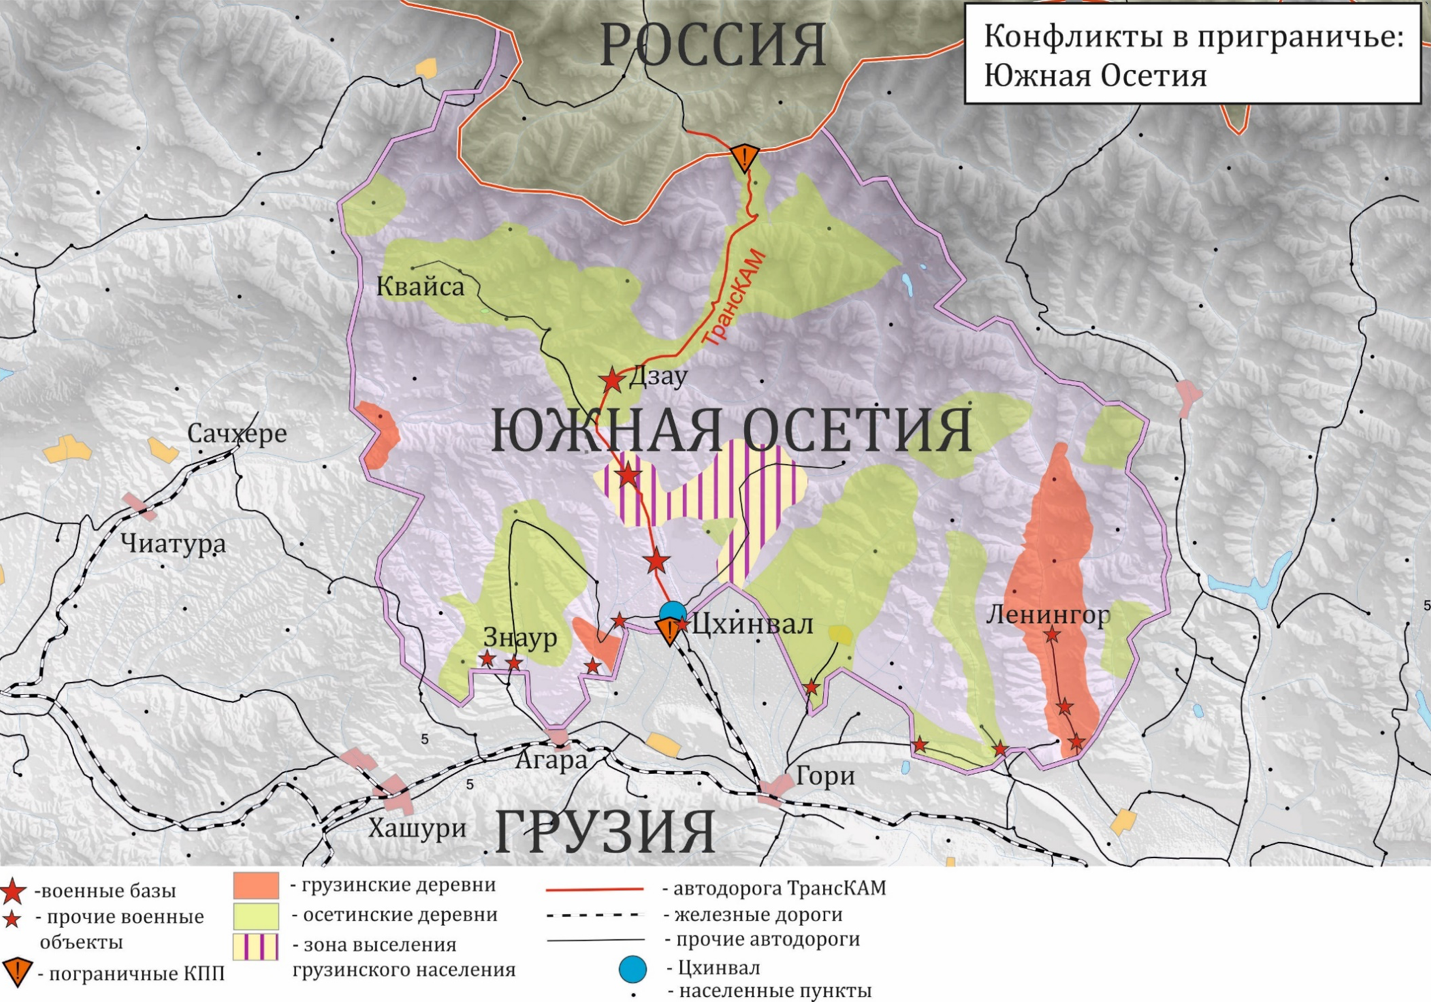 РОССИЯ
Конфликты в приграничье:
Южная Осетия
ТрансКАМ
Квайса
Дзау
ЮЖНАЯ ОСЕТИЯ
Сачхере
Чиатура
Ленингор
5
Цхинвал
Знаур
5
Агара
5
Гори
Хашури
ГРУЗИЯ
-военные базы
- прочие военные
объекты
- пограничные КПП
- грузинские деревни
- осетинские деревни
- зона выселения
грузинского населения
- автодорога ТрансКАМ
- железные дороги
- прочие автодороги
- Цхинвал
- населенные пункты